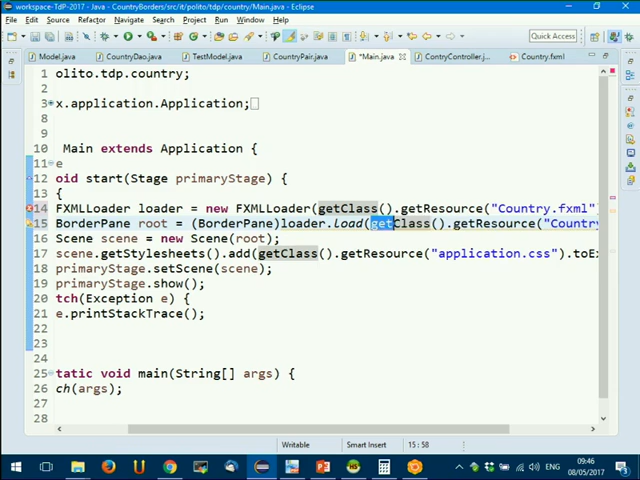 workspace-TdP-2017 - Java - CountryBorders/src/it/polito/tdp/country/Main.java - Eclipse
File Edit Source Refactor Navigate Search Project Run Window Help
Quick Access
Model.java CountryDao.java TestModel.java CountryPair.java *Main.java ContryController.j... Country.fxml
1 olito.tdp.country;
2
3 x.application.Application;
8
9
10 Main extends Application {
11 e
12 oid start(Stage primaryStage) {
13 {
14 FXMLLoader loader = new FXMLLoader(getClass().getResource("Country.fxml")
15 BorderPane root = (BorderPane)loader.load(getClass().getResource("Country
16 Scene scene = new Scene(root);
17 scene.getStylesheets().add(getClass().getResource("application.css").toEx
18 primaryStage.setScene(scene);
19 primaryStage.show();
20 tch(Exception e) {
21 e.printStackTrace();
22
23
24
25 tatic void main(String[] args) {
26 ch(args);
27
28
Writable Smart Insert 15 : 58
ENG 09:46
08/05/2017